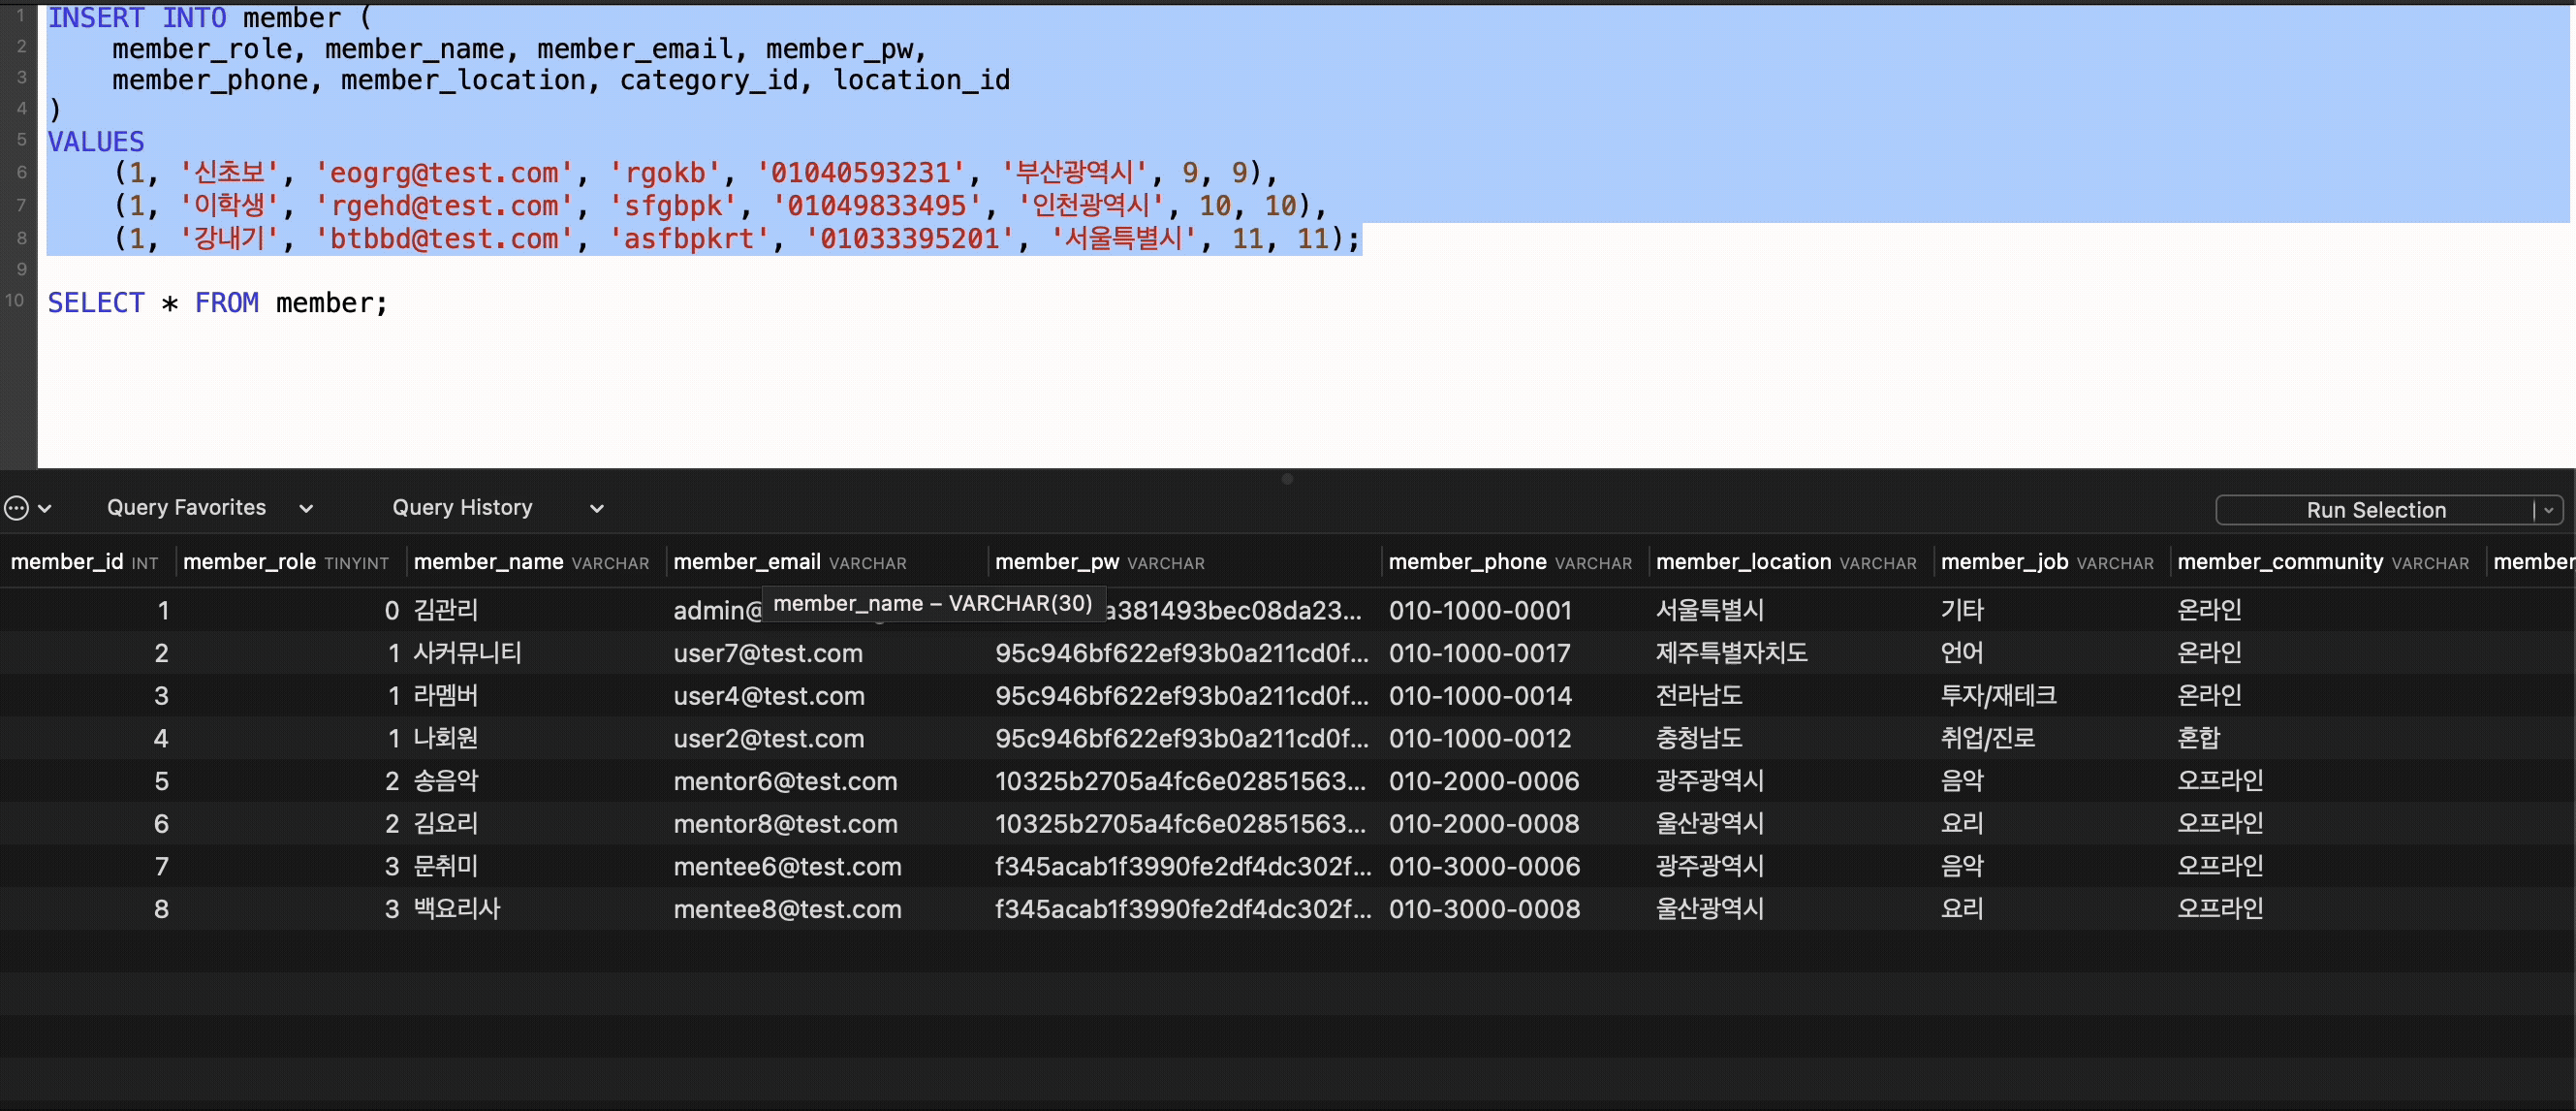 1 INSERT INTO member (
2 member_role, member_name, member_email, member_pw,
3 member_phone, member_location, category_id, location_id
4 )
5 VALUES
6 (1, '신초보', 'eogrg@test.com', 'rgokb', '01040593231', '부산광역시', 9, 9),
7 (1, '이학생', 'rgehd@test.com', 'sfgbpk', '01049833495', '인천광역시', 10, 10),
8 (1, '강내기', 'btbbd@test.com', 'asfbpkrt', '01033395201', '서울특별시', 11, 11);
9
10 SELECT * FROM member;
Query Favorites Query History Run Selection
member_id INT member_role TINYINT member_name VARCHAR member_email VARCHAR member_pw VARCHAR member_phone VARCHAR member_location VARCHAR member_job VARCHAR member_community VARCHAR member
member_name – VARCHAR(30)
1 0 김관리 admin@ a381493bec08da23... 010-1000-0001 서울특별시 기타 온라인
2 1 사커뮤니티 user7@test.com 95c946bf622ef93b0a211cd0f... 010-1000-0017 제주특별자치도 언어 온라인
3 1 라멤버 user4@test.com 95c946bf622ef93b0a211cd0f... 010-1000-0014 전라남도 투자/재테크 온라인
4 1 나회원 user2@test.com 95c946bf622ef93b0a211cd0f... 010-1000-0012 충청남도 취업/진로 혼합
5 2 송음악 mentor6@test.com 10325b2705a4fc6e02851563... 010-2000-0006 광주광역시 음악 오프라인
6 2 김요리 mentor8@test.com 10325b2705a4fc6e02851563... 010-2000-0008 울산광역시 요리 오프라인
7 3 문취미 mentee6@test.com f345acab1f3990fe2df4dc302f... 010-3000-0006 광주광역시 음악 오프라인
8 3 백요리사 mentee8@test.com f345acab1f3990fe2df4dc302f... 010-3000-0008 울산광역시 요리 오프라인